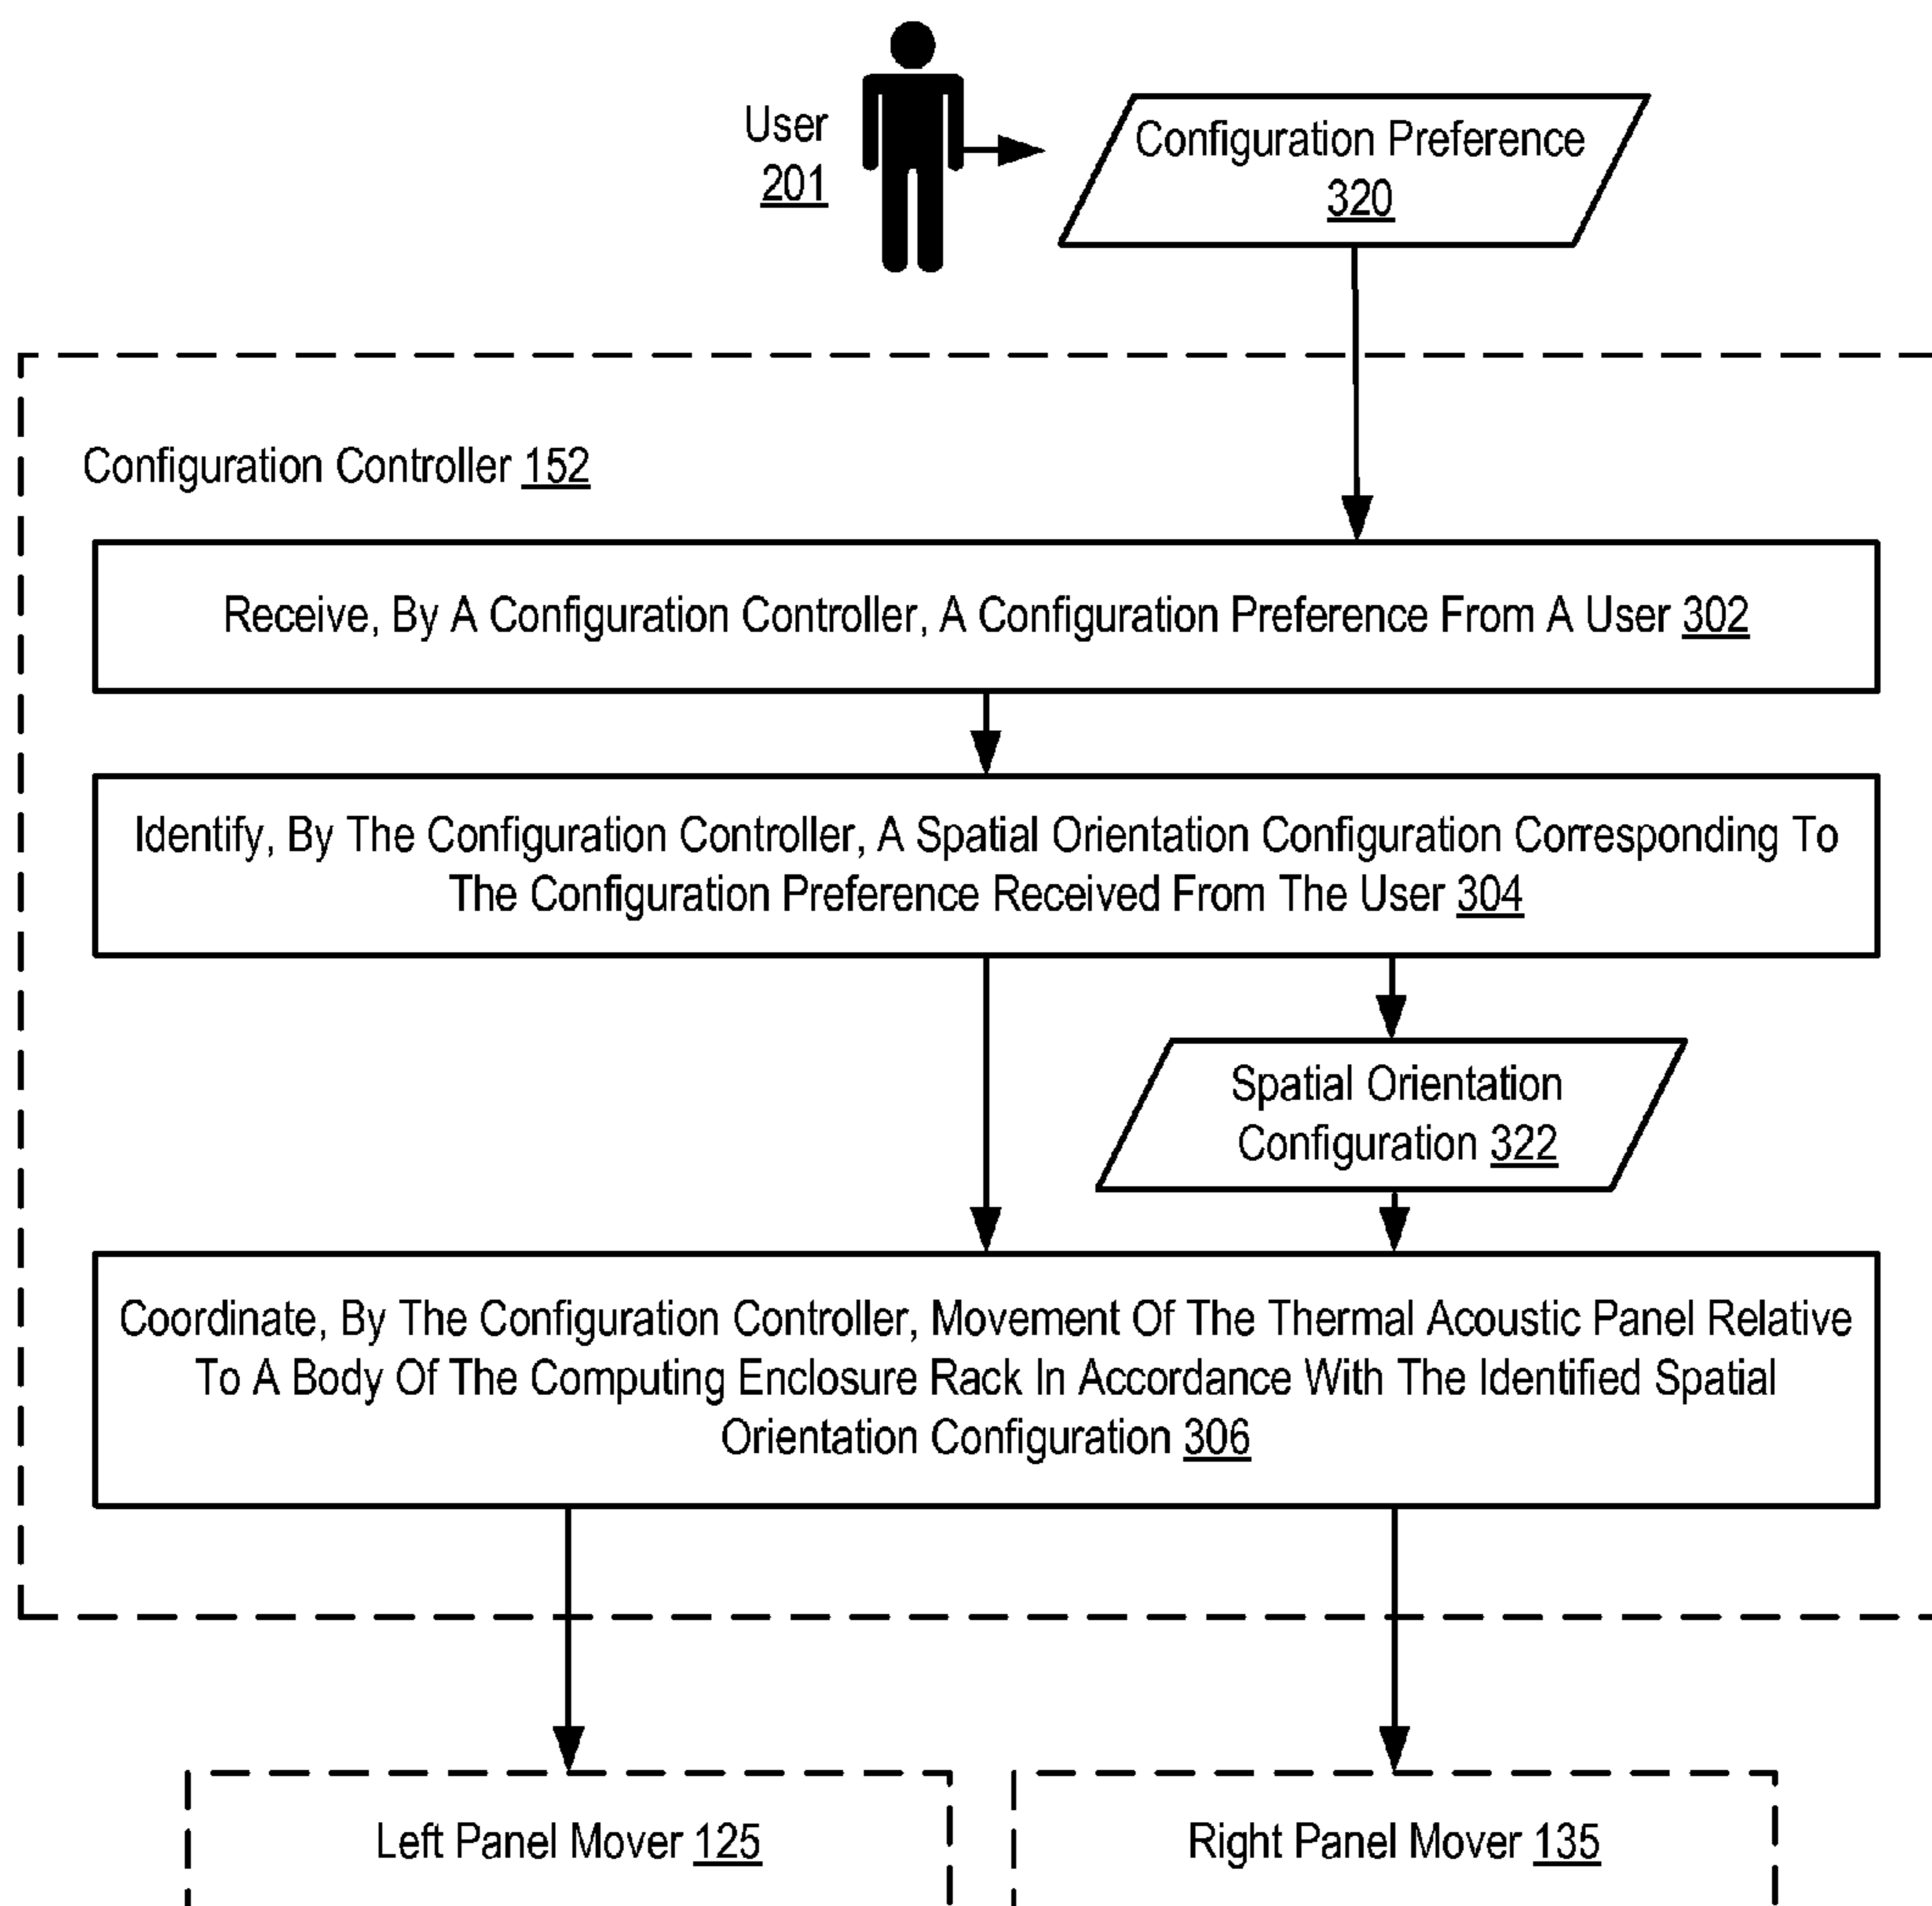 User
201
Configuration Preference
320
Configuration Controller 152
Receive, By A Configuration Controller, A Configuration Preference From A User 302
Identify, By The Configuration Controller, A Spatial Orientation Configuration Corresponding To
The Configuration Preference Received From The User 304
Spatial Orientation
Configuration 322
Coordinate, By The Configuration Controller, Movement Of The Thermal Acoustic Panel Relative
To A Body Of The Computing Enclosure Rack In Accordance With The Identified Spatial
Orientation Configuration 306
Left Panel Mover 125
Right Panel Mover 135